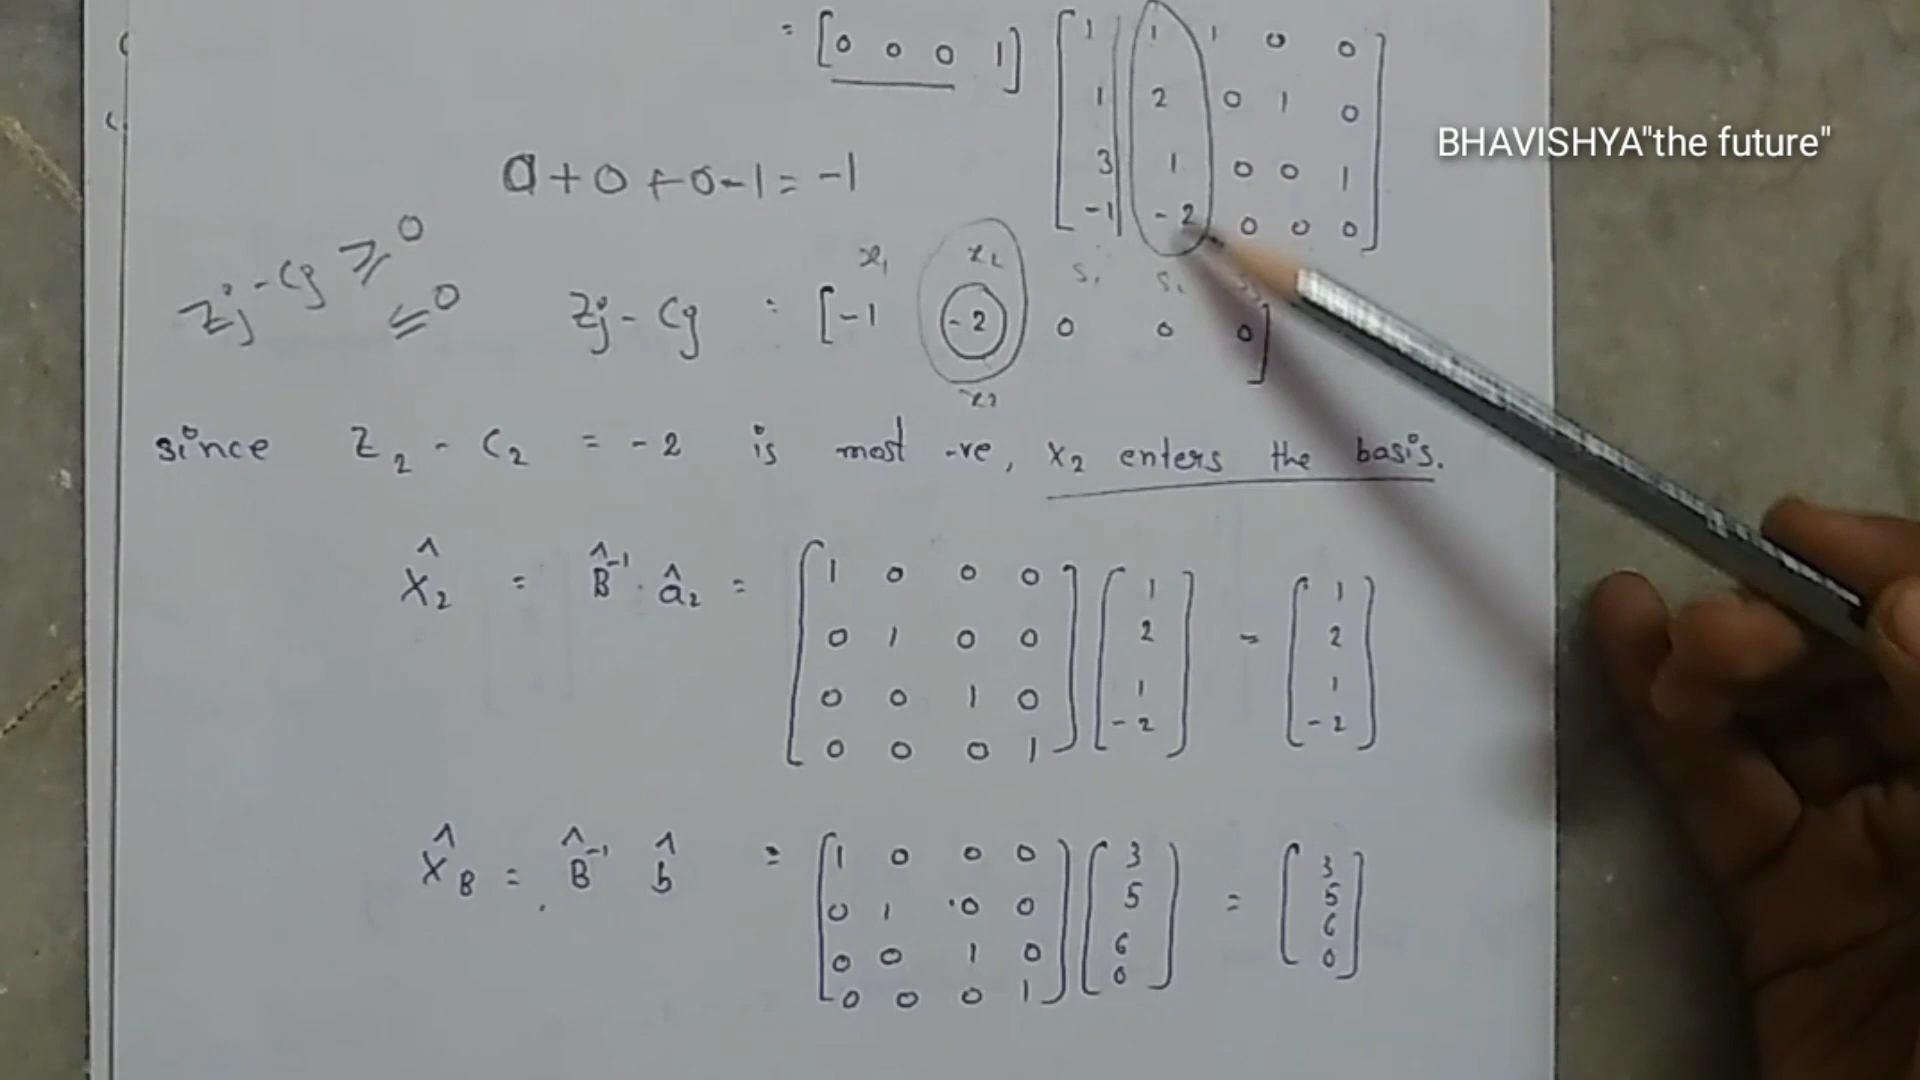 = [0 0 0 1] [1 1 1 0 0
1 2 0 1 0
3 1 0 0 1
-1 -2 0 0 0]
BHAVISHYA"the future"
0+0+0-1=-1
Zj-Cj ≥ 0
≤ 0
x₁ x₂ S₁ S₂
Zj - Cj = [-1 -2 0 0 0]
x₂
since Z₂ - C₂ = -2 is most -ve, x₂ enters the basis.
X̂₂ = B̂⁻¹ · â₂ = [1 0 0 0] [1] = [1]
0 1 0 0 2 2
0 0 1 0 1 1
0 0 0 1 -2 -2
X̂B = B̂⁻¹ b̂ = [1 0 0 0] [3] = [3]
0 1 0 0 5 5
0 0 1 0 6 6
0 0 0 1 0 0